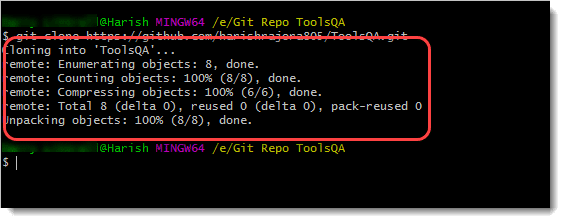 @Harish MINGW64 /e/Git Repo ToolsQA
$ git clone https://github.com/harishrajora805/ToolsQA.git
Cloning into 'ToolsQA'...
remote: Enumerating objects: 8, done.
remote: Counting objects: 100% (8/8), done.
remote: Compressing objects: 100% (6/6), done.
remote: Total 8 (delta 0), reused 0 (delta 0), pack-reused 0
Unpacking objects: 100% (8/8), done.
@Harish MINGW64 /e/Git Repo ToolsQA
$